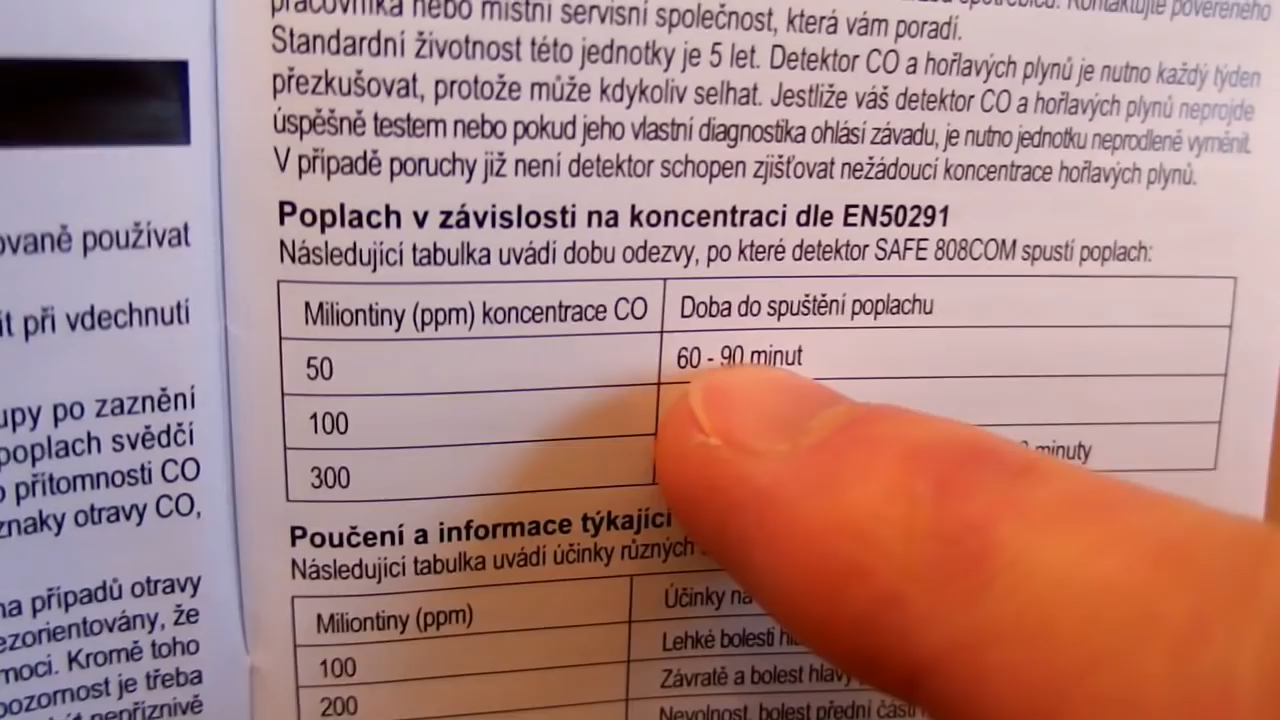 ovaně používat
ít při vdechnutí
upy po zaznění
poplach svědčí
přítomnosti CO
znaky otravy CO,
na případů otravy
ezorientovány, že
moci. Kromě toho
pozornost je třeba
nepříznivě
pracovníka nebo místní servisní společnost, která vám poradí.
Kontaktujte pověřeného
Standardní životnost této jednotky je 5 let. Detektor CO a hořlavých plynů je nutno každý týden
přezkušovat, protože může kdykoliv selhat. Jestliže váš detektor CO a hořlavých plynů neprojde
úspěšně testem nebo pokud jeho vlastní diagnostika ohlásí závadu, je nutno jednotku neprodleně vyměnit.
V případě poruchy již není detektor schopen zjišťovat nežádoucí koncentrace hořlavých plynů.
Poplach v závislosti na koncentraci dle EN50291
Následující tabulka uvádí dobu odezvy, po které detektor SAFE 808COM spustí poplach:
Miliontiny (ppm) koncentrace CO Doba do spuštění poplachu
50 60 - 90 minut
100
300 minuty
Poučení a informace týkající
Následující tabulka uvádí účinky různých
Miliontiny (ppm) Účinky na
100 Lehké bolesti
200 Závratě a bolest hlavy
Nevolnost, bolest přední části